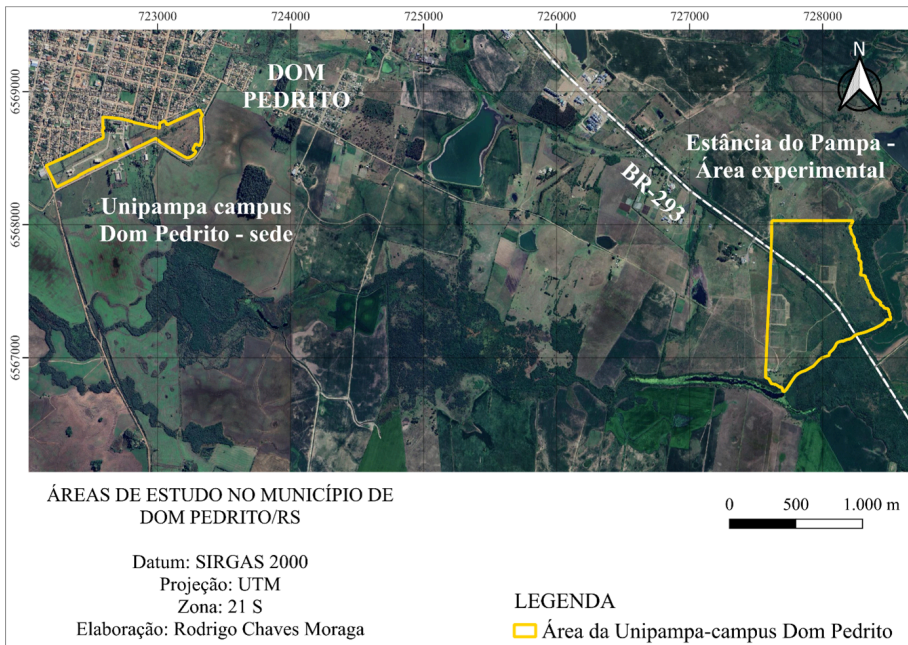 723000 724000 725000 726000 727000 728000
6569000
6568000
6567000
N
DOM
PEDRITO
Estância do Pampa -
Área experimental
BR-293
Unipampa campus
Dom Pedrito - sede
ÁREAS DE ESTUDO NO MUNICÍPIO DE
DOM PEDRITO/RS
Datum: SIRGAS 2000
Projeção: UTM
Zona: 21 S
Elaboração: Rodrigo Chaves Moraga
0 500 1.000 m
LEGENDA
Área da Unipampa-campus Dom Pedrito